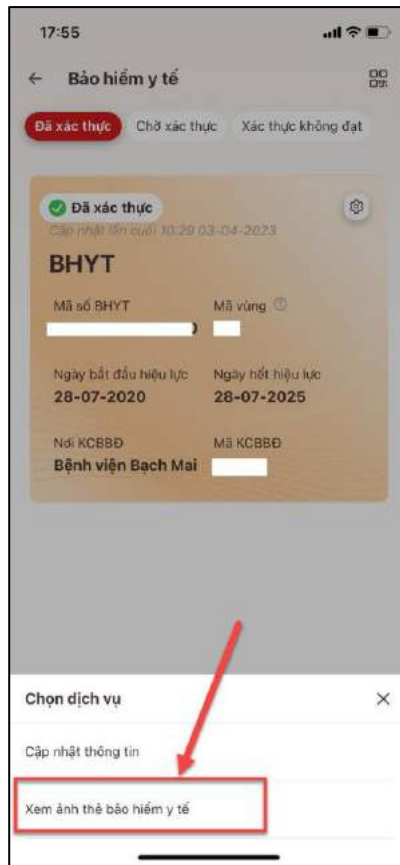 17:55
Bảo hiểm y tế
Đã xác thực Chờ xác thực Xác thực không đạt
Đã xác thực
Cập nhật lần cuối 10:29 03-04-2023
BHYT
Mã số BHYT Mã vùng
Ngày bắt đầu hiệu lực Ngày hết hiệu lực
28-07-2020 28-07-2025
Nơi KCBBĐ Mã KCBBĐ
Bệnh viện Bạch Mai
Chọn dịch vụ
Cập nhật thông tin
Xem ảnh thẻ bảo hiểm y tế